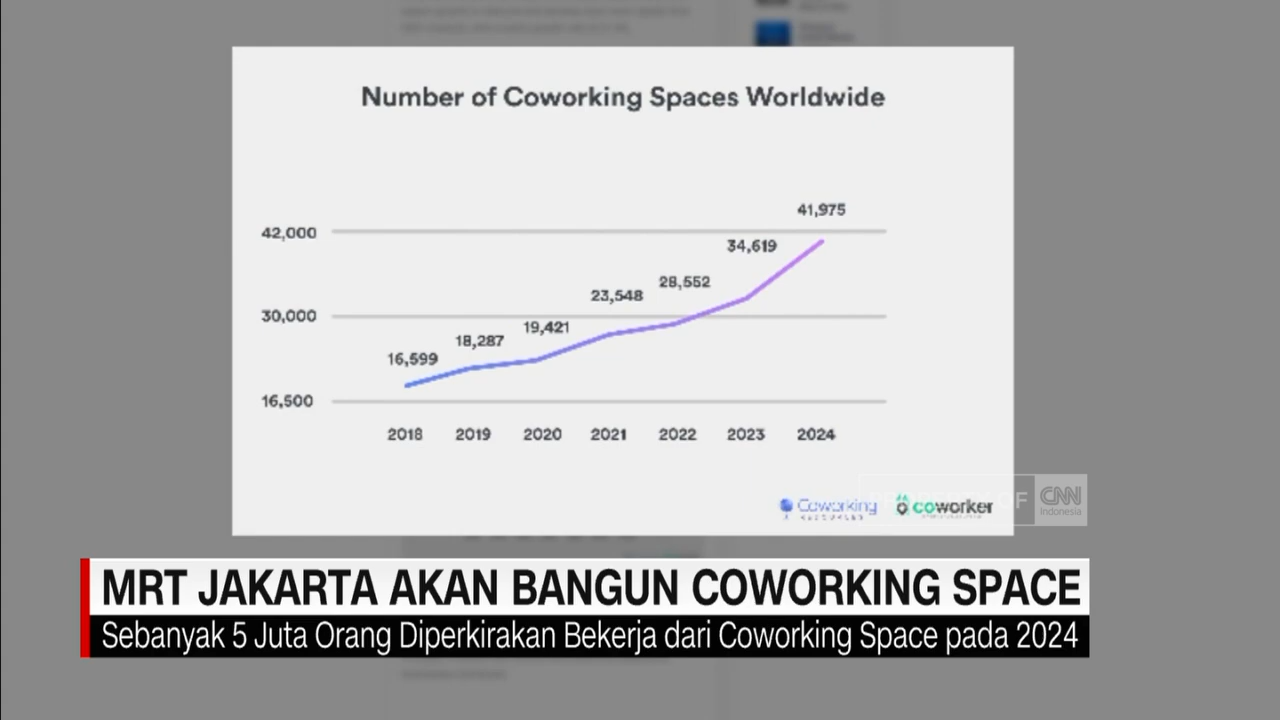 Number of Coworking Spaces Worldwide
41,975
42,000
34,619
28,552
23,548
30,000
19,421
18,287
16,599
16,500
2018 2019 2020 2021 2022 2023 2024
Coworking
coworker
OF
CNN
Indonesia
MRT JAKARTA AKAN BANGUN COWORKING SPACE
Sebanyak 5 Juta Orang Diperkirakan Bekerja dari Coworking Space pada 2024